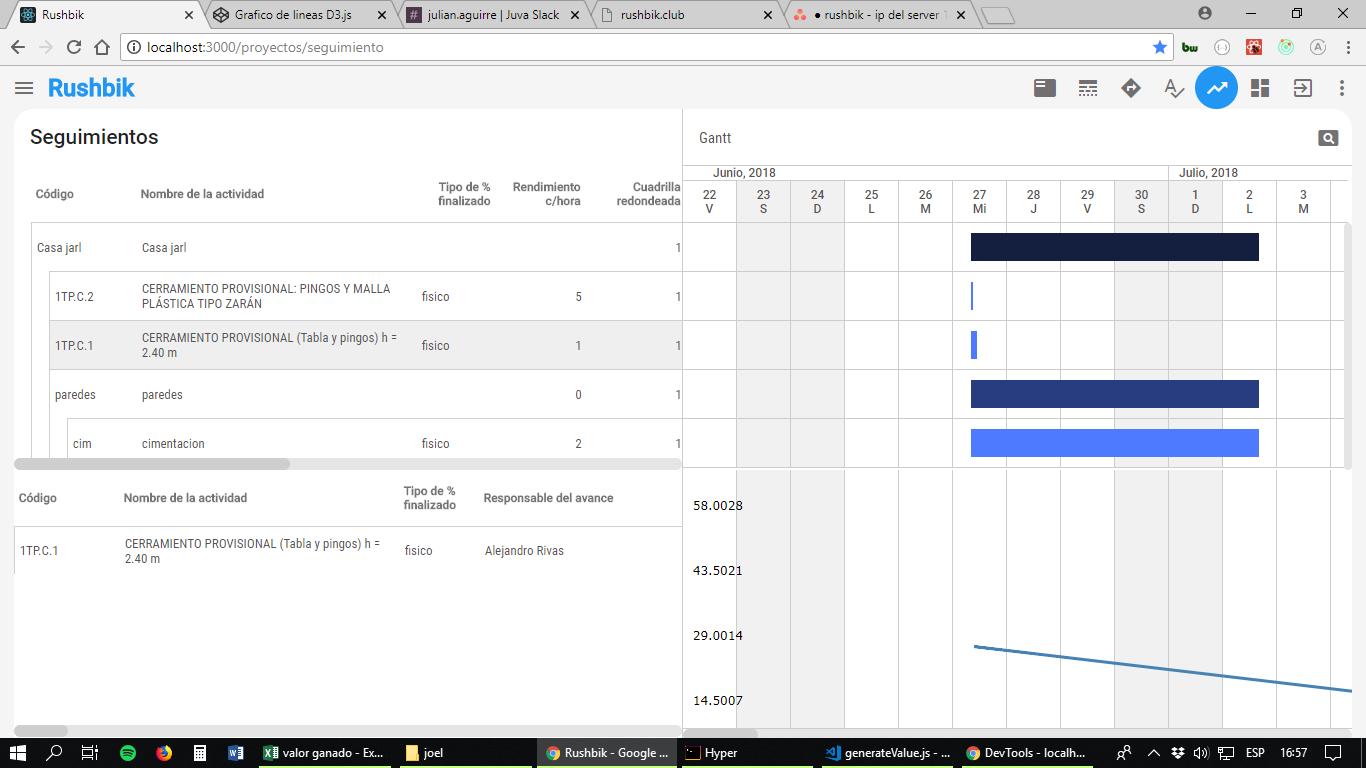 Rushbik
Grafico de lineas D3.js
julian.aguirre | Juva Slack
rushbik.club
● rushbik - ip del server 1
localhost:3000/proyectos/seguimiento
bw
Rushbik
Seguimientos
Código
Nombre de la actividad
Tipo de % finalizado
Rendimiento c/hora
Cuadrilla redondeada
Casa jarl
Casa jarl
1
1TP.C.2
CERRAMIENTO PROVISIONAL: PINGOS Y MALLA
PLÁSTICA TIPO ZARÁN
fisico
5
1
1TP.C.1
CERRAMIENTO PROVISIONAL (Tabla y pingos) h =
2.40 m
fisico
1
1
paredes
paredes
0
1
cim
cimentacion
fisico
2
1
Gantt
Junio, 2018
Julio, 2018
22 23 24 25 26 27 28 29 30 1 2 3
V S D L M Mi J V S D L M
Código
Nombre de la actividad
Tipo de % finalizado
Responsable del avance
1TP.C.1
CERRAMIENTO PROVISIONAL (Tabla y pingos) h =
2.40 m
fisico
Alejandro Rivas
58.0028
43.5021
29.0014
14.5007
valor ganado - Ex...
joel
Rushbik - Google ...
Hyper
generateValue.js - ...
DevTools - localh...
ESP
16:57